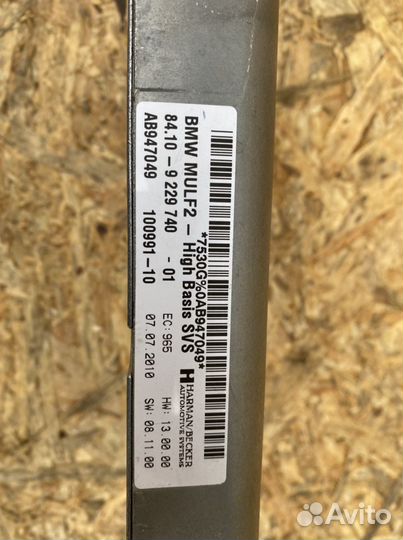 *7530G%0AB947049*
BMW MULF2 – High Basis SVS
84.10 –9 229 740 -01
AB947049 100991-10
EC: 965 HW: 13.00.00
07.07.2010 SW: 08.11.00
HARMAN/BECKER
AUTOMOTIVE SYSTEMS
Avito